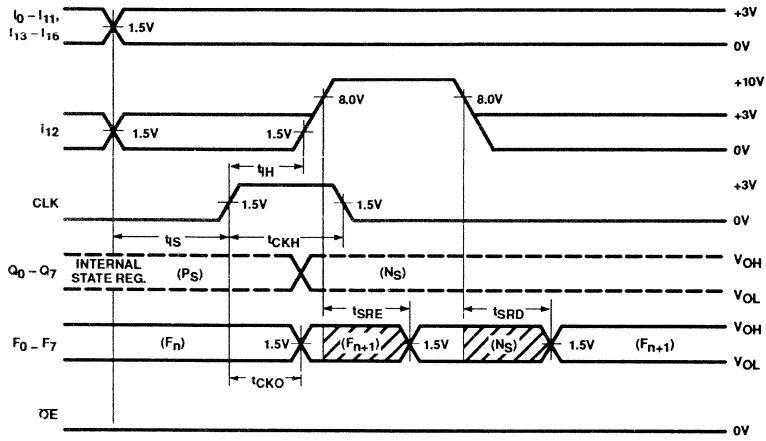 I0 – I11, +3V
I13 – I16
1.5V
0V
+10V
8.0V 8.0V
+3V
I12 1.5V 1.5V
0V
tIH
+3V
CLK 1.5V 1.5V
0V
tIS tCKH
VOH
Q0 – Q7 INTERNAL STATE REG. (PS) (NS)
VOL
tSRE tSRD
VOH
F0 – F7 (Fn) 1.5V (Fn+1) 1.5V (NS) 1.5V (Fn+1)
VOL
tCKO
OE
0V